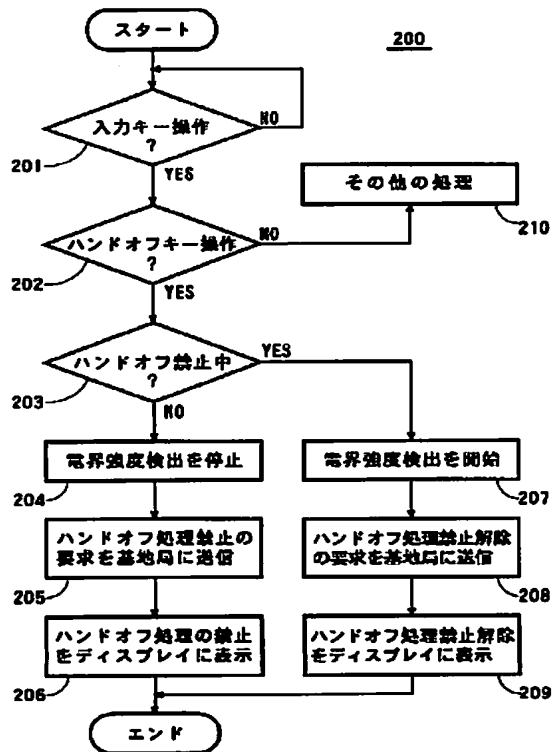 スタート
200
入力キー操作
?
NO
201
YES
その他の処理
210
ハンドオフキー操作
?
NO
202
YES
ハンドオフ禁止中
?
YES
203
NO
電界強度検出を停止
204
電界強度検出を開始
207
ハンドオフ処理禁止の
要求を基地局に送信
205
ハンドオフ処理禁止解除
の要求を基地局に送信
208
ハンドオフ処理の禁止
をディスプレイに表示
206
ハンドオフ処理禁止解除
をディスプレイに表示
209
エンド